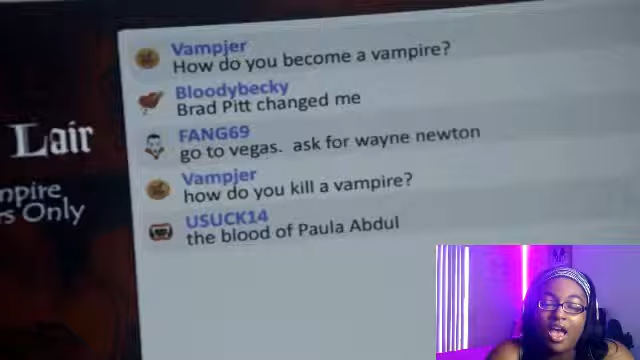 Lair
mpire
rs Only
Vampjer
How do you become a vampire?
Bloodybecky
Brad Pitt changed me
FANG69
go to vegas. ask for wayne newton
Vampjer
how do you kill a vampire?
USUCK14
the blood of Paula Abdul